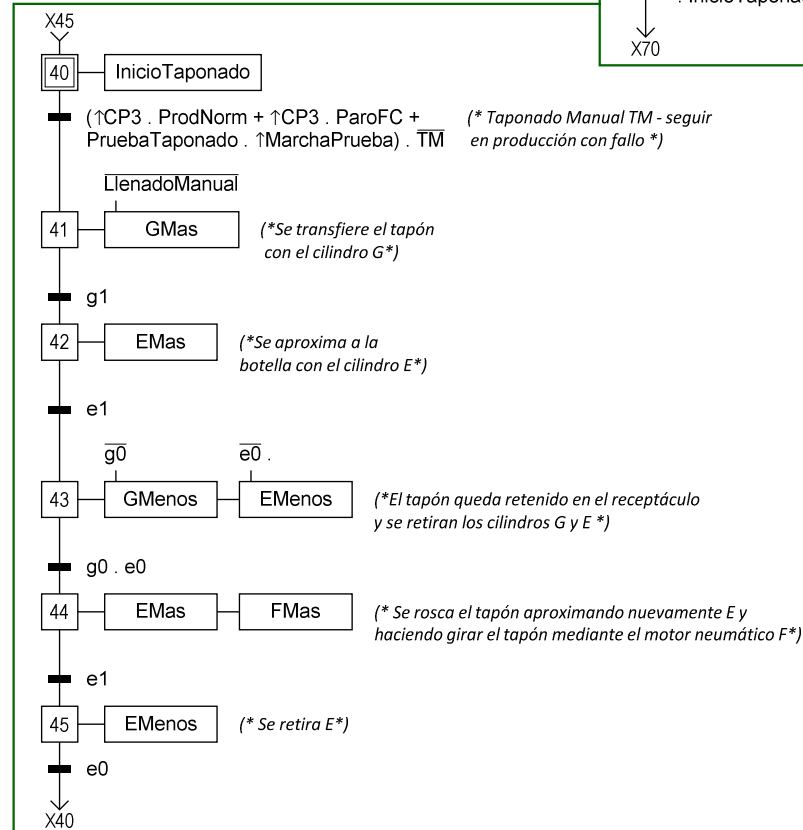 . InicioTapona
X70
X45
40
InicioTaponado
(↑CP3 . ProdNorm + ↑CP3 . ParoFC +
PruebaTaponado . ↑MarchaPrueba) . T̅M̅
(* Taponado Manual TM - seguir
en producción con fallo *)
L̅l̅e̅n̅a̅d̅o̅M̅a̅n̅u̅a̅l̅
41
GMas
(*Se transfiere el tapón
con el cilindro G*)
g1
42
EMas
(*Se aproxima a la
botella con el cilindro E*)
e1
g̅0̅
e̅0̅ .
43
GMenos
EMenos
(*El tapón queda retenido en el receptáculo
y se retiran los cilindros G y E *)
g0 . e0
44
EMas
FMas
(* Se rosca el tapón aproximando nuevamente E y
haciendo girar el tapón mediante el motor neumático F*)
e1
45
EMenos
(* Se retira E*)
e0
X40